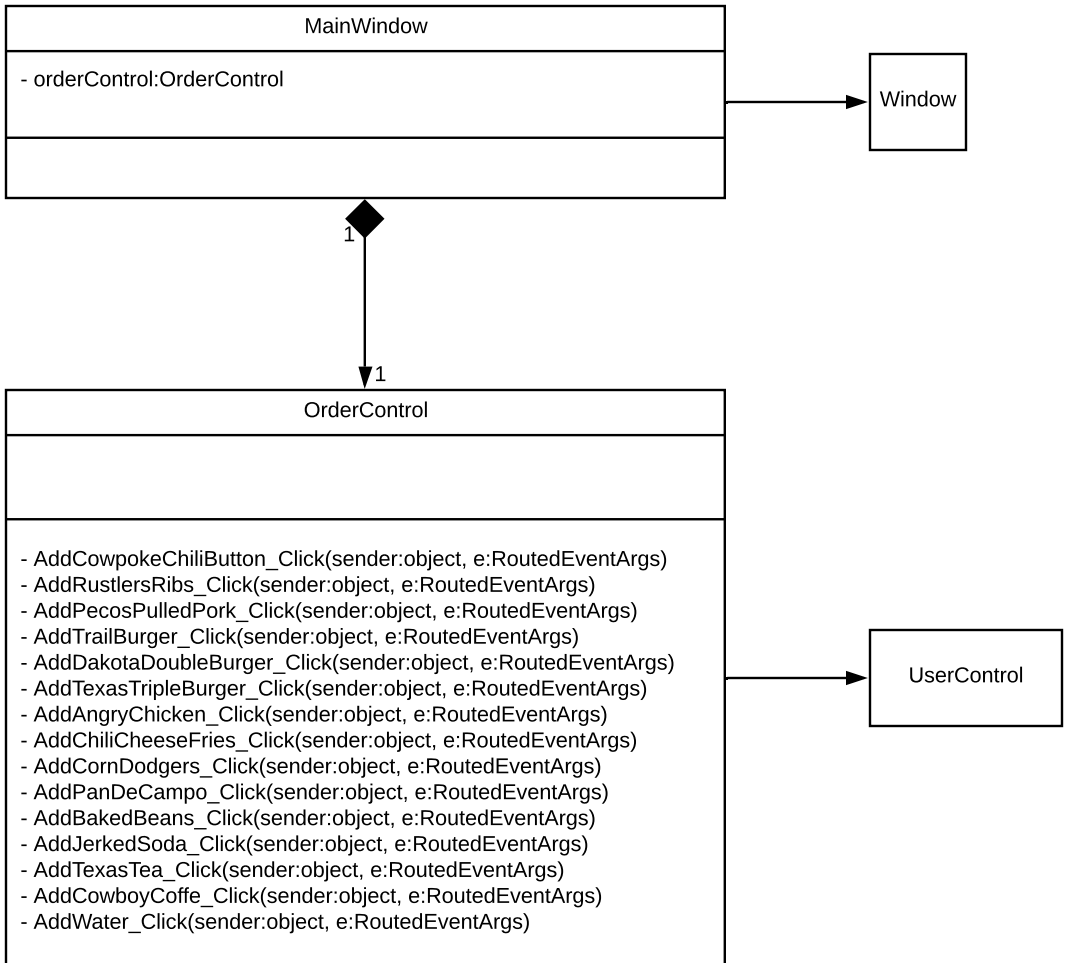 MainWindow
- orderControl:OrderControl
Window
1
1
OrderControl
- AddCowpokeChiliButton_Click(sender:object, e:RoutedEventArgs)
- AddRustlersRibs_Click(sender:object, e:RoutedEventArgs)
- AddPecosPulledPork_Click(sender:object, e:RoutedEventArgs)
- AddTrailBurger_Click(sender:object, e:RoutedEventArgs)
- AddDakotaDoubleBurger_Click(sender:object, e:RoutedEventArgs)
- AddTexasTripleBurger_Click(sender:object, e:RoutedEventArgs)
- AddAngryChicken_Click(sender:object, e:RoutedEventArgs)
- AddChiliCheeseFries_Click(sender:object, e:RoutedEventArgs)
- AddCornDodgers_Click(sender:object, e:RoutedEventArgs)
- AddPanDeCampo_Click(sender:object, e:RoutedEventArgs)
- AddBakedBeans_Click(sender:object, e:RoutedEventArgs)
- AddJerkedSoda_Click(sender:object, e:RoutedEventArgs)
- AddTexasTea_Click(sender:object, e:RoutedEventArgs)
- AddCowboyCoffe_Click(sender:object, e:RoutedEventArgs)
- AddWater_Click(sender:object, e:RoutedEventArgs)
UserControl